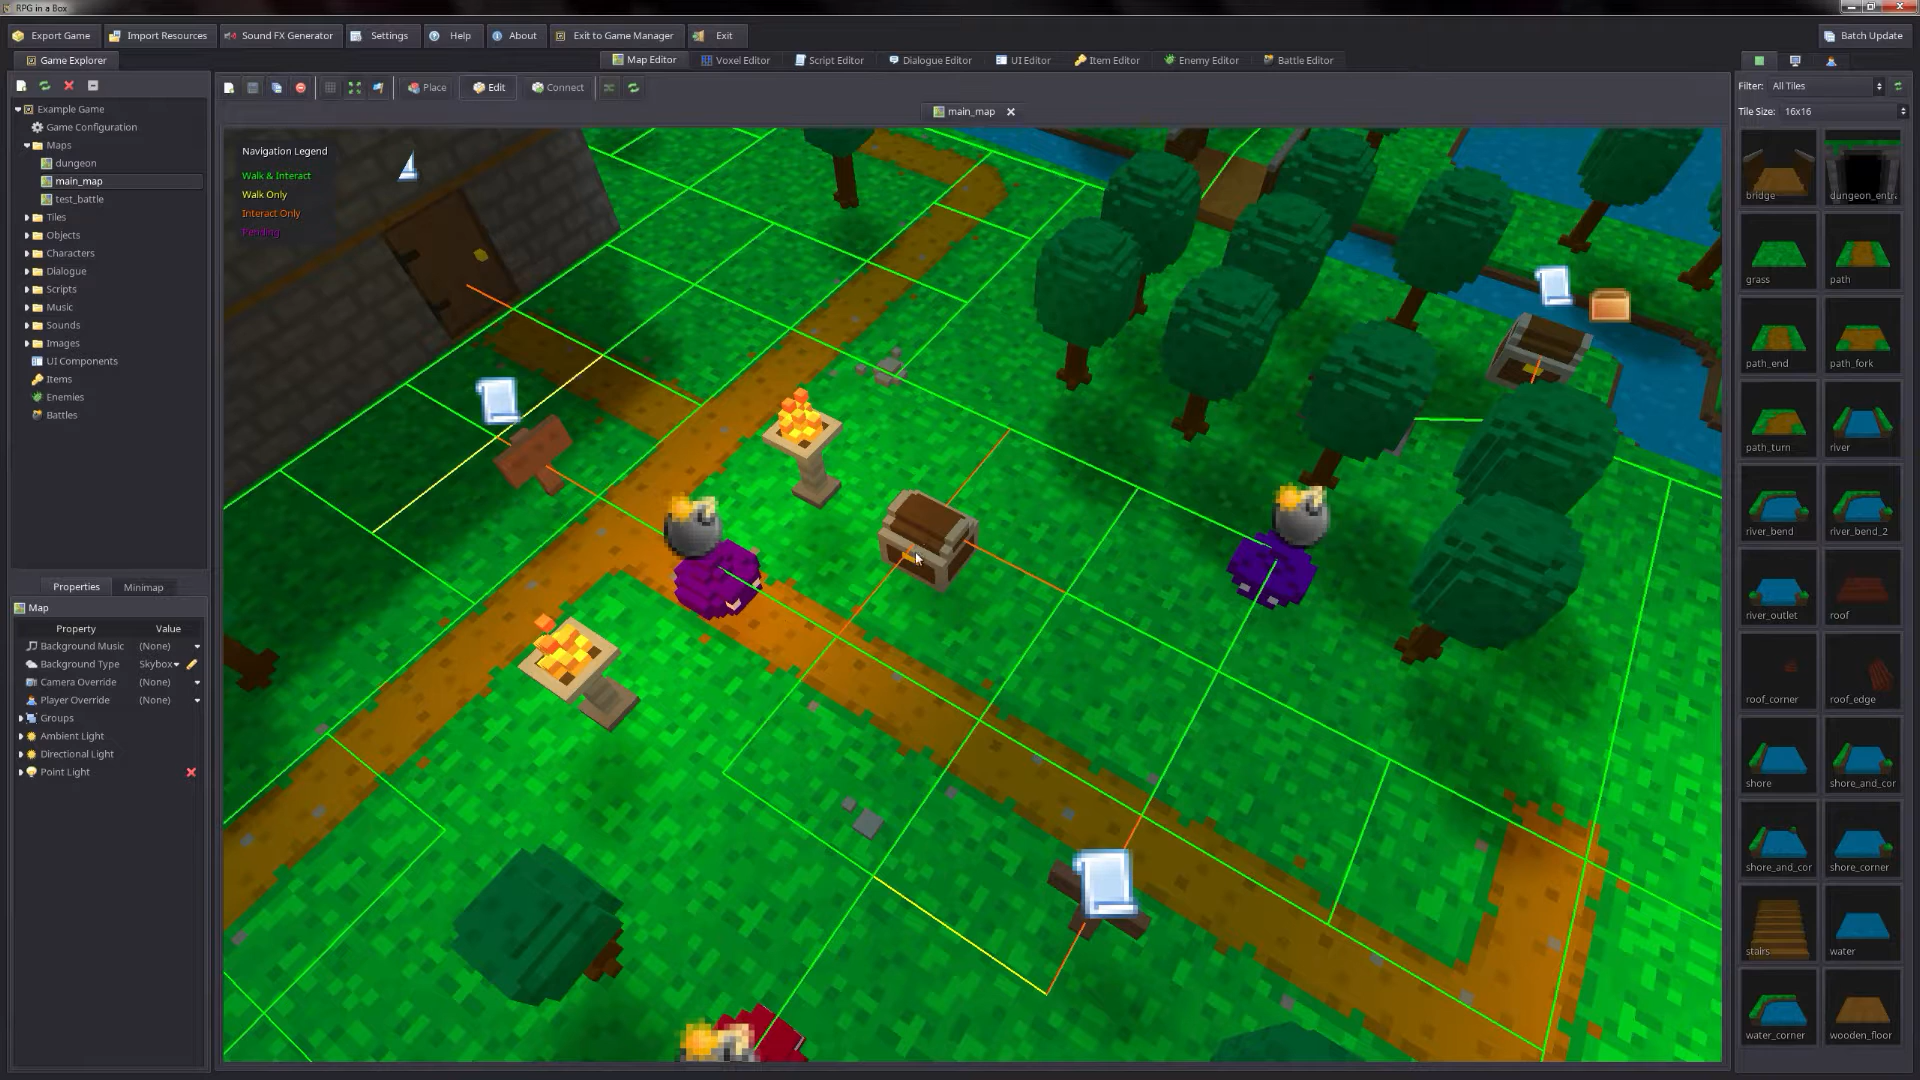 RPG in a Box
Export Game
Import Resources
Sound FX Generator
Settings
Help
About
Exit to Game Manager
Exit
Batch Update
Game Explorer
Map Editor
Voxel Editor
Script Editor
Dialogue Editor
UI Editor
Item Editor
Enemy Editor
Battle Editor
Place
Edit
Connect
main_map
Example Game
Game Configuration
Maps
dungeon
main_map
test_battle
Tiles
Objects
Characters
Dialogue
Scripts
Music
Sounds
Images
UI Components
Items
Enemies
Battles
Properties
Minimap
Map
Property Value
Background Music (None)
Background Type Skybox
Camera Override (None)
Player Override (None)
Groups
Ambient Light
Directional Light
Point Light
Navigation Legend
Walk & Interact
Walk Only
Interact Only
Pending
Filter: All Tiles
Tile Size: 16x16
bridge dungeon_entra
grass path
path_end path_fork
path_turn river
river_bend river_bend_2
river_outlet roof
roof_corner roof_edge
shore shore_and_cor
shore_and_cor shore_corner
stairs water
water_corner wooden_floor